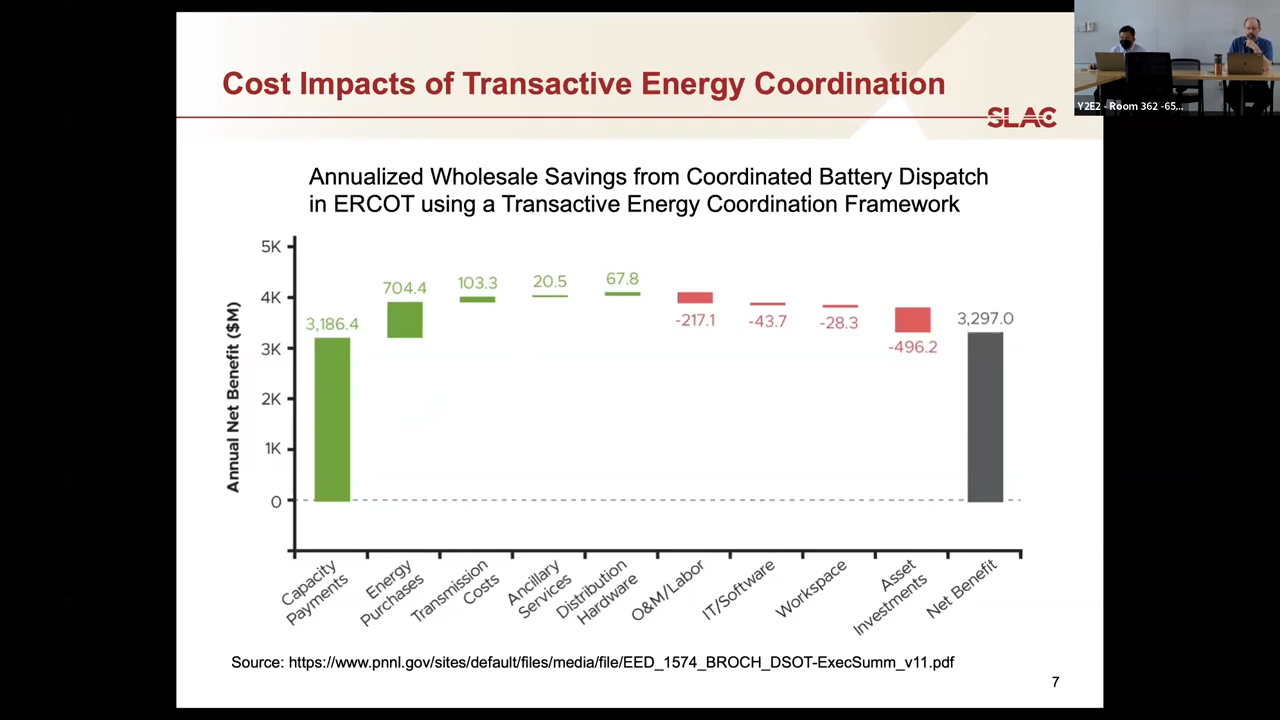 Cost Impacts of Transactive Energy Coordination
SLAC
Y2E2 - Room 362 -65...
Annualized Wholesale Savings from Coordinated Battery Dispatch
in ERCOT using a Transactive Energy Coordination Framework
Annual Net Benefit ($M)
5K
4K
3K
2K
1K
0
3,186.4
704.4
103.3
20.5
67.8
-217.1
-43.7
-28.3
-496.2
3,297.0
Capacity
Payments
Energy
Purchases
Transmission
Costs
Ancillary
Services
Distribution
Hardware
O&M/Labor
IT/Software
Workspace
Asset
Investments
Net Benefit
Source: https://www.pnnl.gov/sites/default/files/media/file/EED_1574_BROCH_DSOT-ExecSumm_v11.pdf
7